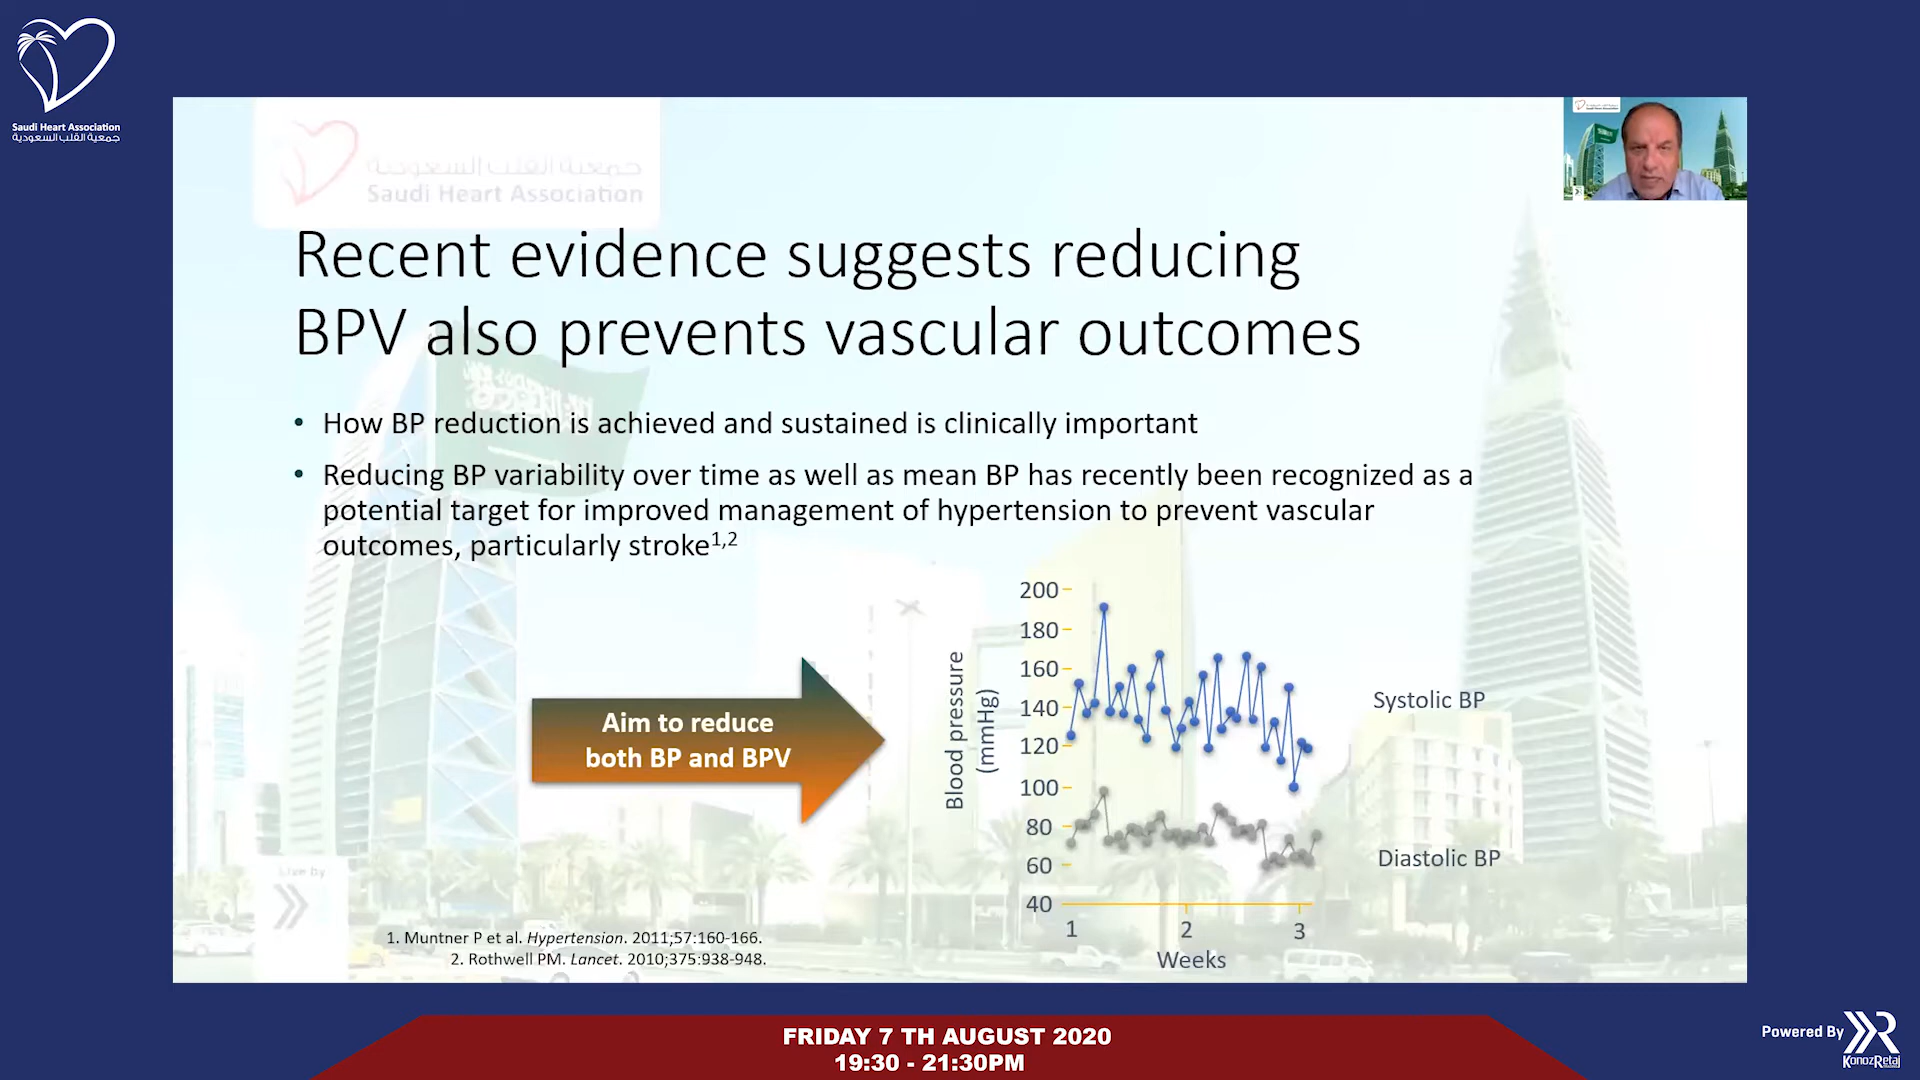 Saudi Heart Association
جمعية القلب السعودية
جمعية القلب السعودية
Saudi Heart Association
Recent evidence suggests reducing
BPV also prevents vascular outcomes
• How BP reduction is achieved and sustained is clinically important
• Reducing BP variability over time as well as mean BP has recently been recognized as a
potential target for improved management of hypertension to prevent vascular
outcomes, particularly stroke1,2
Aim to reduce
both BP and BPV
Blood pressure
(mmHg)
200
180
160
140
120
100
80
60
40
1 2 3
Weeks
Systolic BP
Diastolic BP
Live by
1. Muntner P et al. Hypertension. 2011;57:160-166.
2. Rothwell PM. Lancet. 2010;375:938-948.
FRIDAY 7 TH AUGUST 2020
19:30 - 21:30PM
Powered By
KonozRetaj